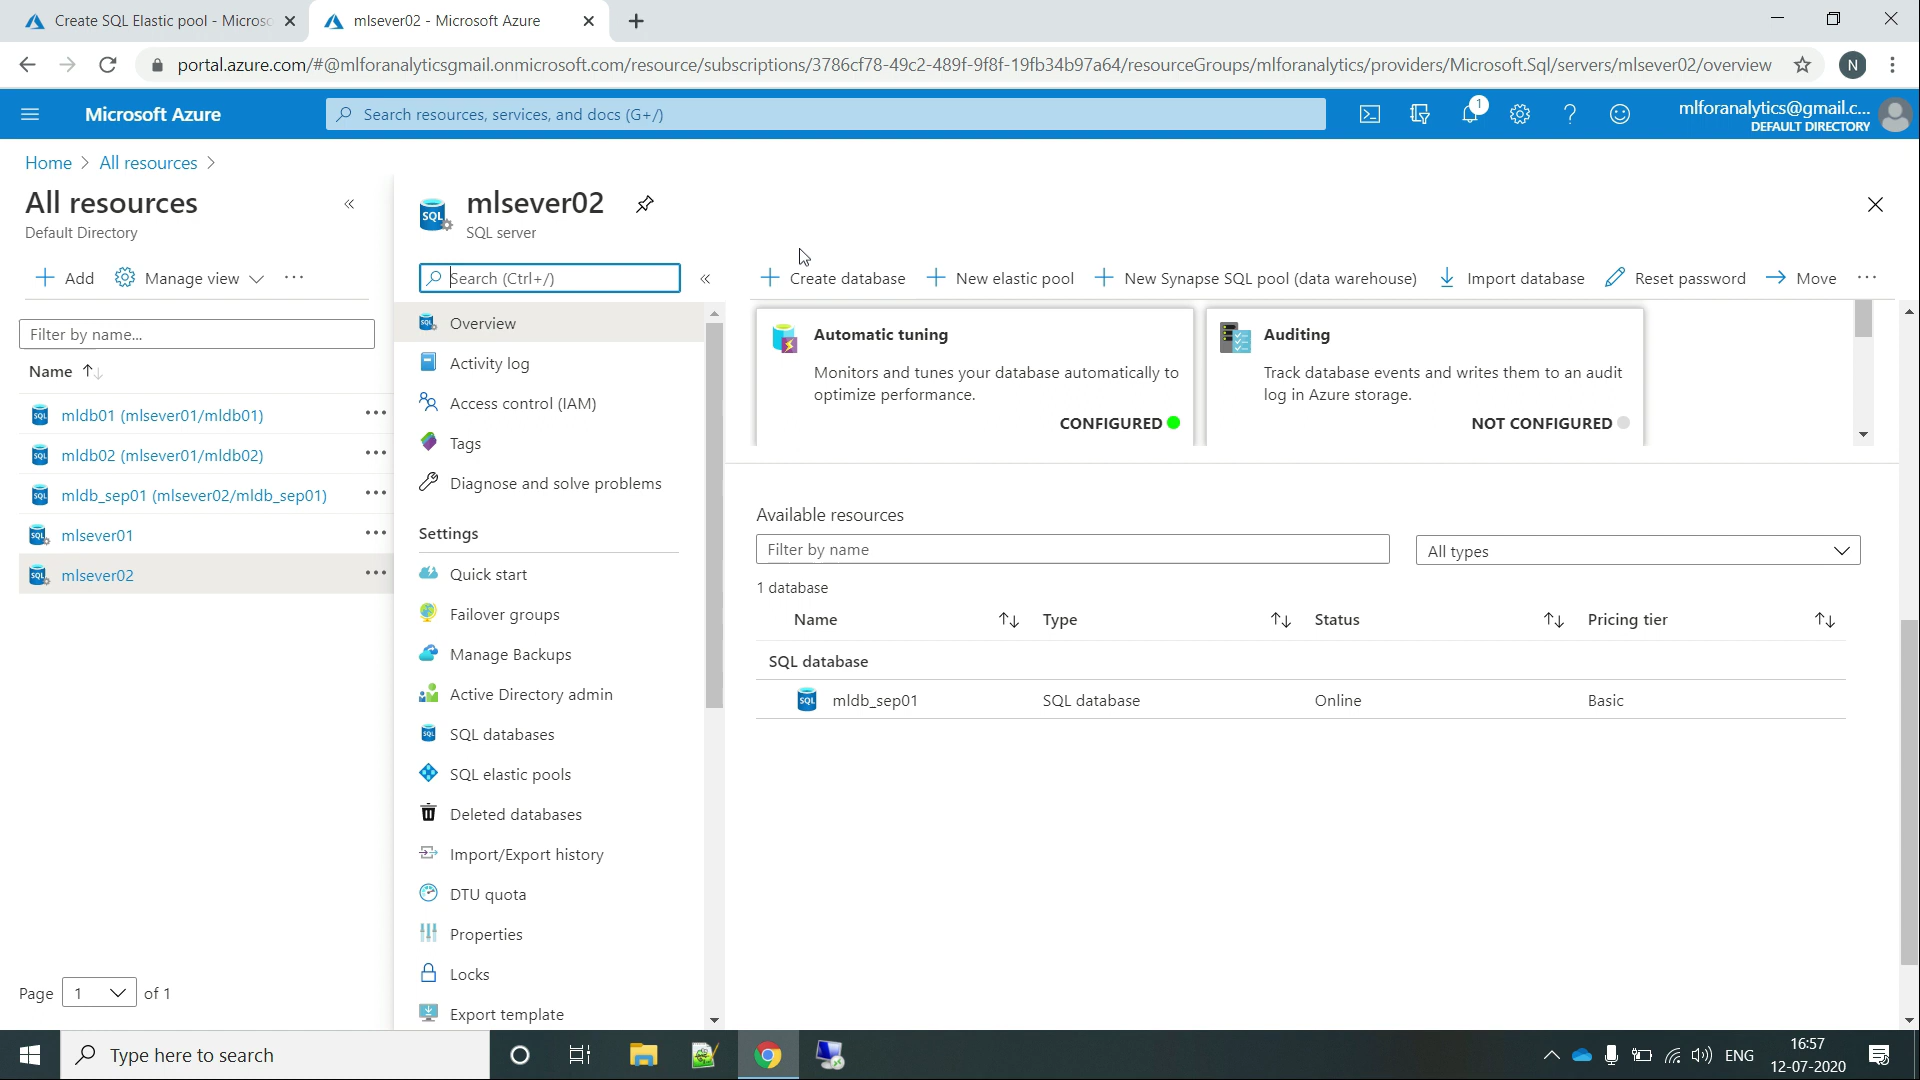 Create SQL Elastic pool - Micros
mlsever02 - Microsoft Azure
portal.azure.com/#@mlforanalyticsgmail.onmicrosoft.com/resource/subscriptions/3786cf78-49c2-489f-9f8f-19fb34b97a64/resourceGroups/mlforanalytics/providers/Microsoft.Sql/servers/mlsever02/overview
N
Microsoft Azure
Search resources, services, and docs (G+/)
1
mlforanalytics@gmail.c...
DEFAULT DIRECTORY
Home > All resources >
All resources
Default Directory
Add
Manage view
Filter by name...
Name
mldb01 (mlsever01/mldb01)
mldb02 (mlsever01/mldb02)
mldb_sep01 (mlsever02/mldb_sep01)
mlsever01
mlsever02
Page 1 of 1
SQL
mlsever02
SQL server
Search (Ctrl+/)
Overview
Activity log
Access control (IAM)
Tags
Diagnose and solve problems
Settings
Quick start
Failover groups
Manage Backups
Active Directory admin
SQL databases
SQL elastic pools
Deleted databases
Import/Export history
DTU quota
Properties
Locks
Export template
Create database
New elastic pool
New Synapse SQL pool (data warehouse)
Import database
Reset password
Move
Automatic tuning
Monitors and tunes your database automatically to
optimize performance.
CONFIGURED
Auditing
Track database events and writes them to an audit
log in Azure storage.
NOT CONFIGURED
Available resources
Filter by name
All types
1 database
Name Type Status Pricing tier
SQL database
mldb_sep01 SQL database Online Basic
Type here to search
ENG
16:57
12-07-2020